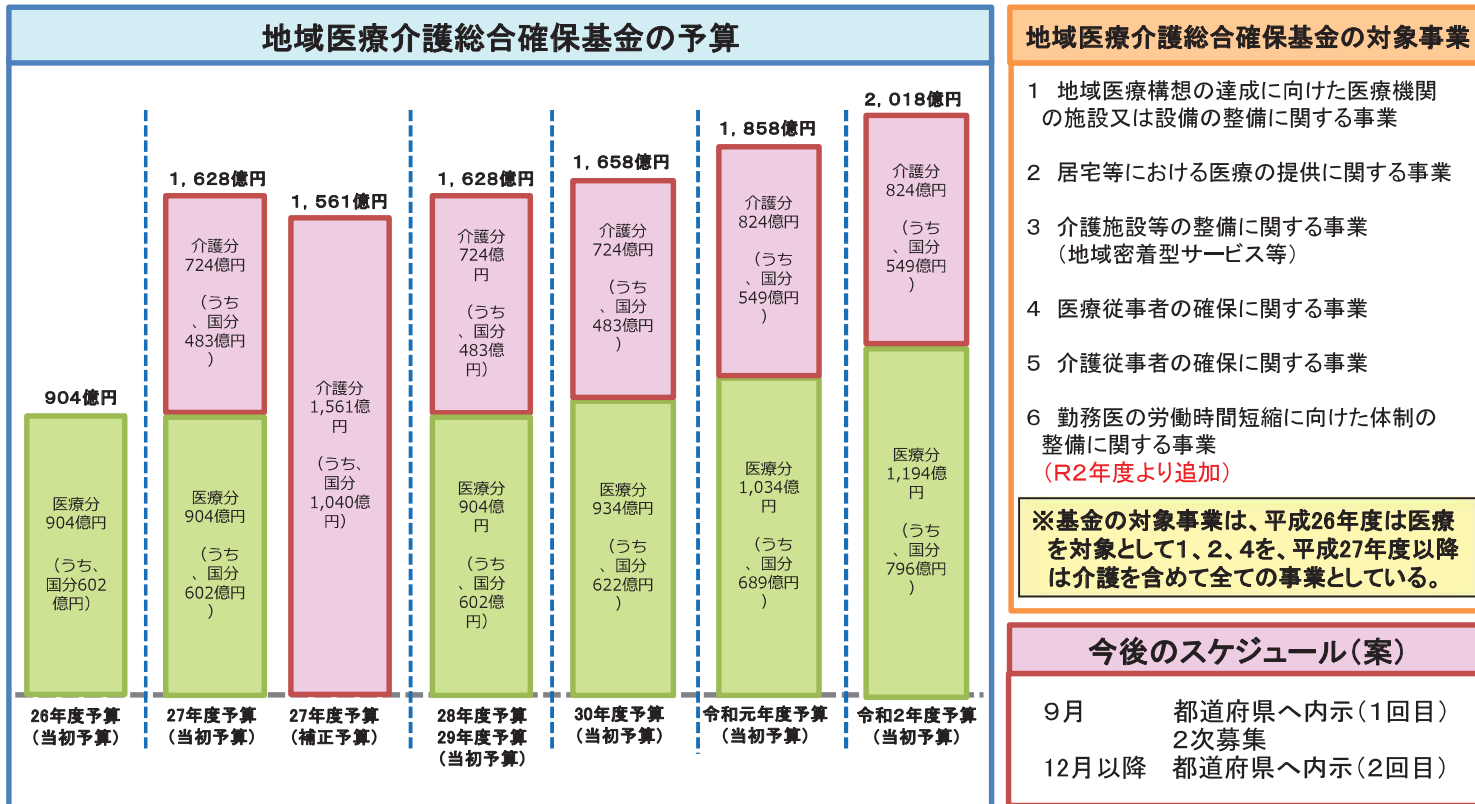 地域医療介護総合確保基金の予算
904億円
医療分
904億円
(うち、
国分602
億円)
26年度予算
(当初予算)
1,628億円
介護分
724億円
(うち
、国分
483億円
)
医療分
904億円
(うち
、国分
602億円
)
27年度予算
(当初予算)
1,561億円
介護分
1,561億
円
(うち、
国分
1,040億
円)
27年度予算
(補正予算)
1,628億円
介護分
724億
円
(うち
、国分
483億
円)
医療分
904億
円
(うち
、国分
602億
円)
28年度予算
29年度予算
(当初予算)
1,658億円
介護分
724億円
(うち
、国分
483億円
)
医療分
934億円
(うち
、国分
622億円
)
30年度予算
(当初予算)
1,858億円
介護分
824億円
(うち
、国分
549億円
)
医療分
1,034億
円
(うち
、国分
689億円
)
令和元年度予算
(当初予算)
2,018億円
介護分
824億円
(うち
、国分
549億円
)
医療分
1,194億
円
(うち
、国分
796億円
)
令和2年度予算
(当初予算)
地域医療介護総合確保基金の対象事業
1 地域医療構想の達成に向けた医療機関
の施設又は設備の整備に関する事業
2 居宅等における医療の提供に関する事業
3 介護施設等の整備に関する事業
(地域密着型サービス等)
4 医療従事者の確保に関する事業
5 介護従事者の確保に関する事業
6 勤務医の労働時間短縮に向けた体制の
整備に関する事業
(R2年度より追加)
※基金の対象事業は、平成26年度は医療
を対象として1、2、4を、平成27年度以降
は介護を含めて全ての事業としている。
今後のスケジュール(案)
9月 都道府県へ内示(1回目)
2次募集
12月以降 都道府県へ内示(2回目)